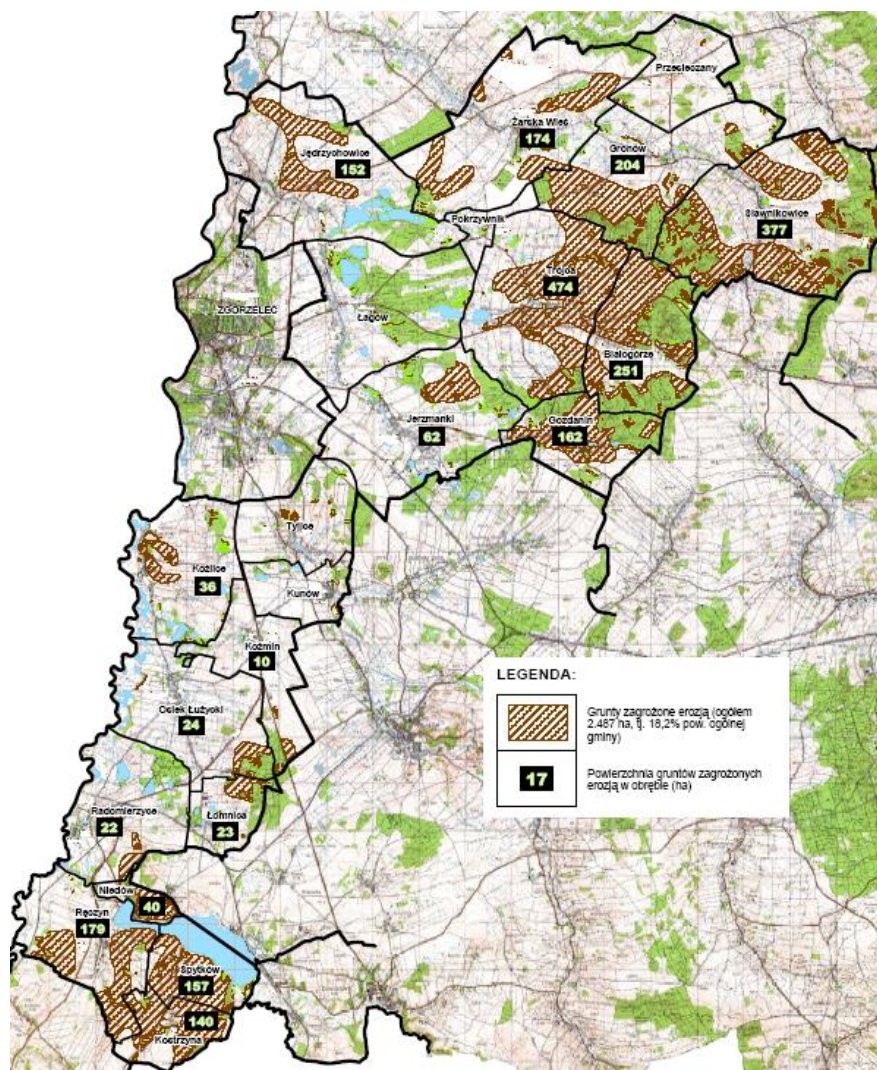 Przesieczany
Żarska Wieś
174
Gronów
204
Jędrzychowice
152
Sławnikowice
377
Pokrzywnik
Trójca
474
ZGORZELEC
Łagów
Białogórze
251
Jerzmanki
62
Gozdanin
162
Tylice
Koźlice
36
Kunów
Koźmin
10
LEGENDA:
Grunty zagrożone erozją (ogółem
2.487 ha, tj. 18,2% pow. ogólnej
gminy)
17
Powierzchnia gruntów zagrożonych
erozją w obrębie (ha)
Osiek Łużycki
24
Radomierzyce
22
Łomnica
23
Niedów
40
Ręczyn
179
Spytków
157
140
Kostrzyna